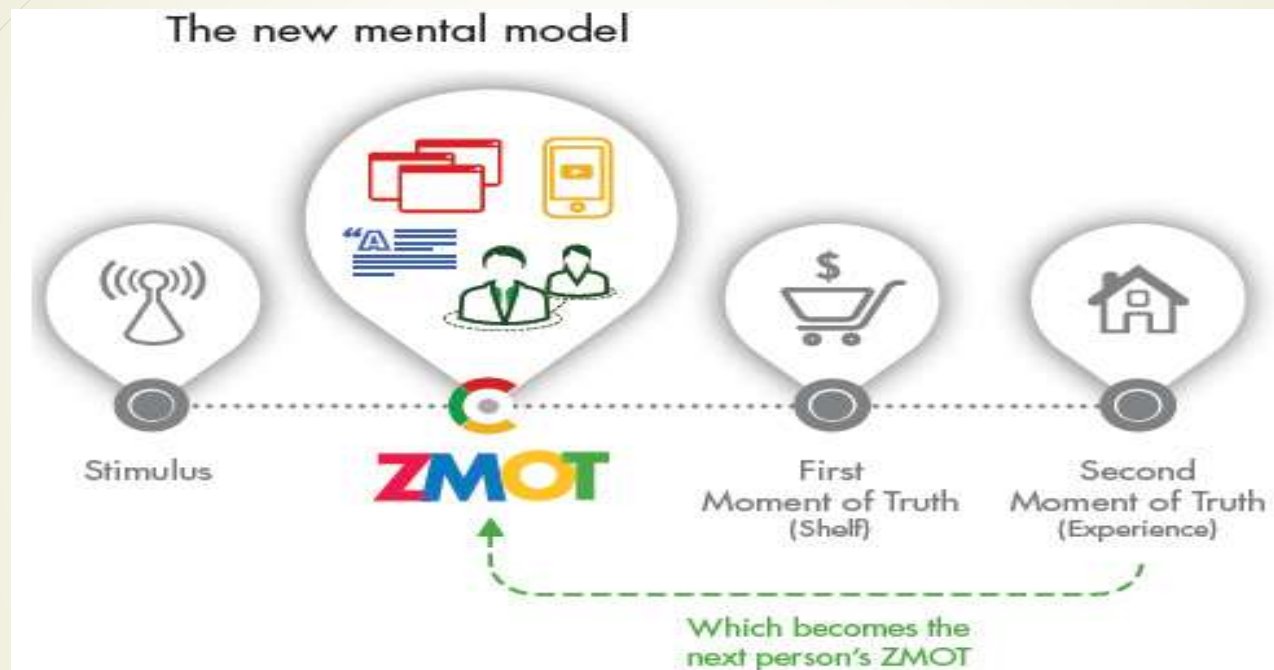 The new mental model
“A
$
Stimulus
ZMOT
First
Moment of Truth
(Shelf)
Second
Moment of Truth
(Experience)
Which becomes the
next person's ZMOT